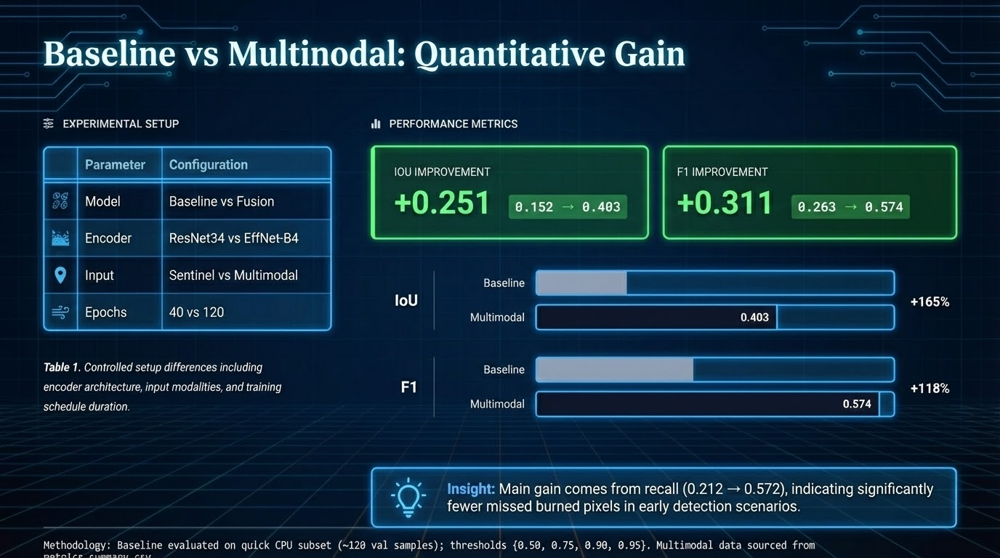 Baseline vs Multinodal: Quantitative Gain
EXPERIMENTAL SETUP
Parameter Configuration
Model Baseline vs Fusion
Encoder ResNet34 vs EffNet-B4
Input Sentinel vs Multimodal
Epochs 40 vs 120
Table 1. Controlled setup differences including
encoder architecture, input modalities, and training
schedule duration.
PERFORMANCE METRICS
IOU IMPROVEMENT
+0.251 0.152 → 0.403
F1 IMPROVEMENT
+0.311 0.263 → 0.574
IoU
Baseline
Multimodal 0.403
+165%
F1
Baseline
Multimodal 0.574
+118%
Insight: Main gain comes from recall (0.212 → 0.572), indicating significantly
fewer missed burned pixels in early detection scenarios.
Methodology: Baseline evaluated on quick CPU subset (~120 val samples); thresholds {0.50, 0.75, 0.90, 0.95}. Multimodal data sourced from
metrics_summary.csv